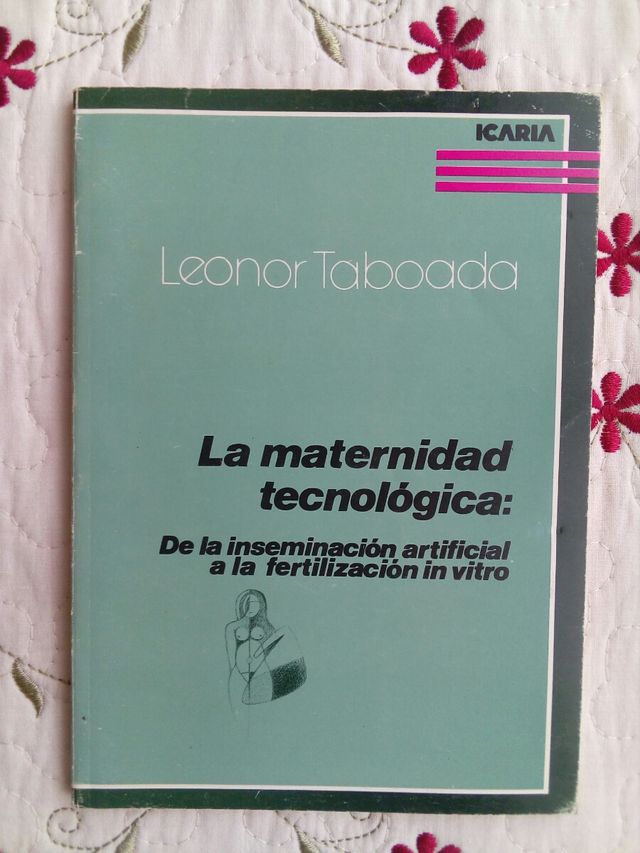 ICARIA
Leonor Taboada
La maternidad
tecnológica:
De la inseminación artificial
a la fertilización in vitro